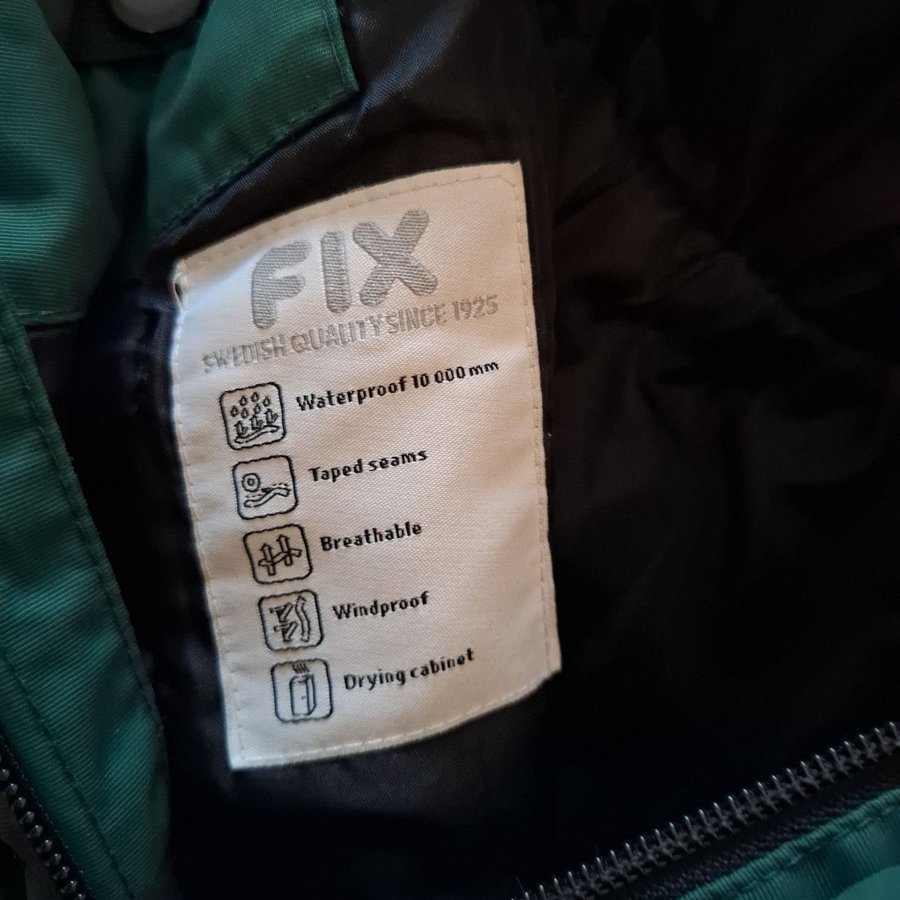 FIX
SWEDISH QUALITY SINCE 1925
Waterproof 10 000 mm
Taped seams
Breathable
Windproof
Drying cabinet